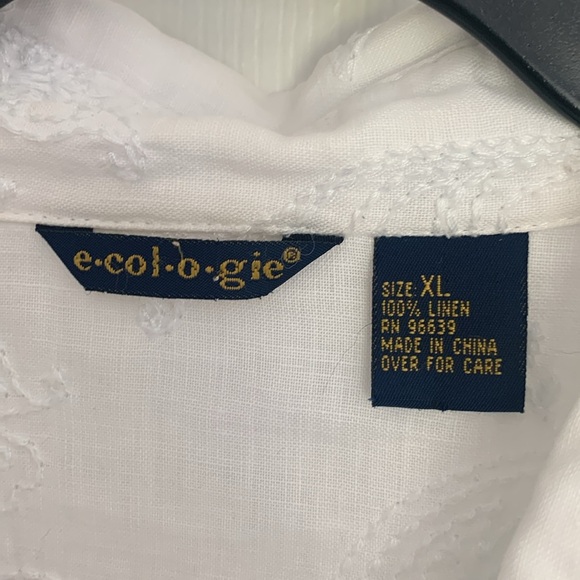 e·col·o·gie®
SIZE: XL
100% LINEN
RN 96639
MADE IN CHINA
OVER FOR CARE